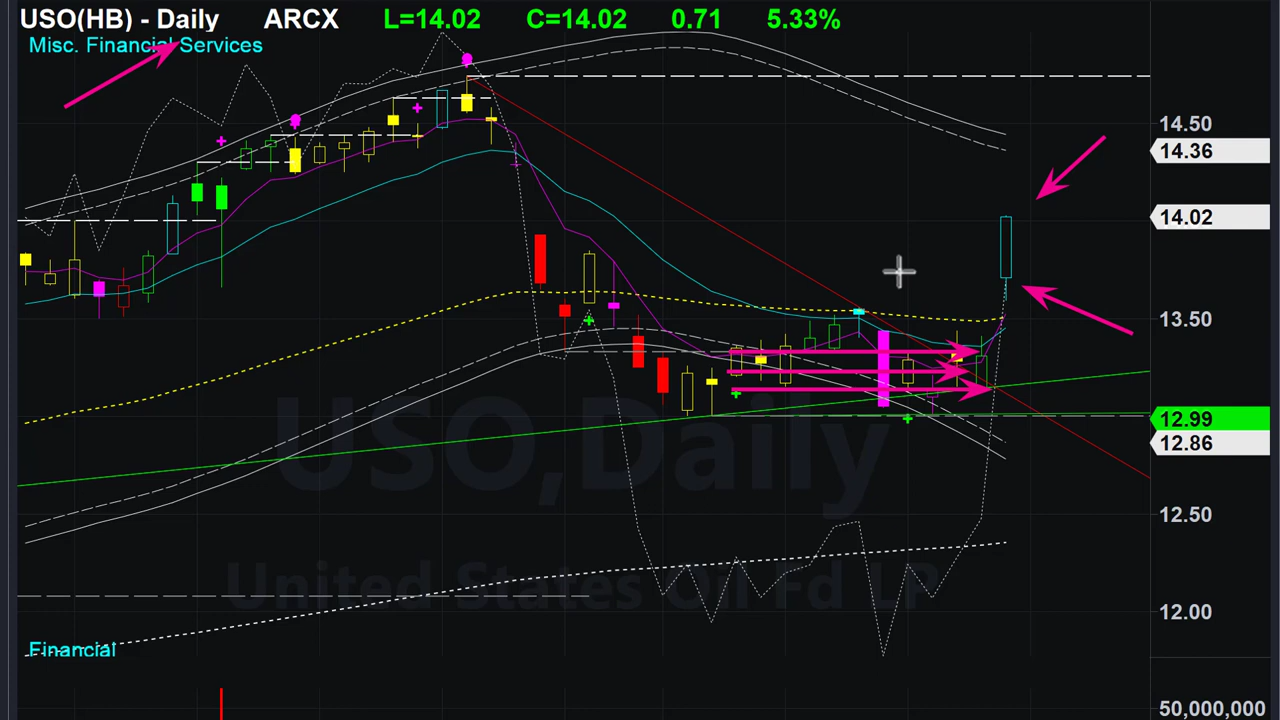 USO(HB) - Daily ARCX L=14.02 C=14.02 0.71 5.33%
Misc. Financial Services
14.50
14.36
14.02
13.50
12.99
12.86
USO,Daily
12.50
United States Oil Fd LP
12.00
Financial
50,000,000